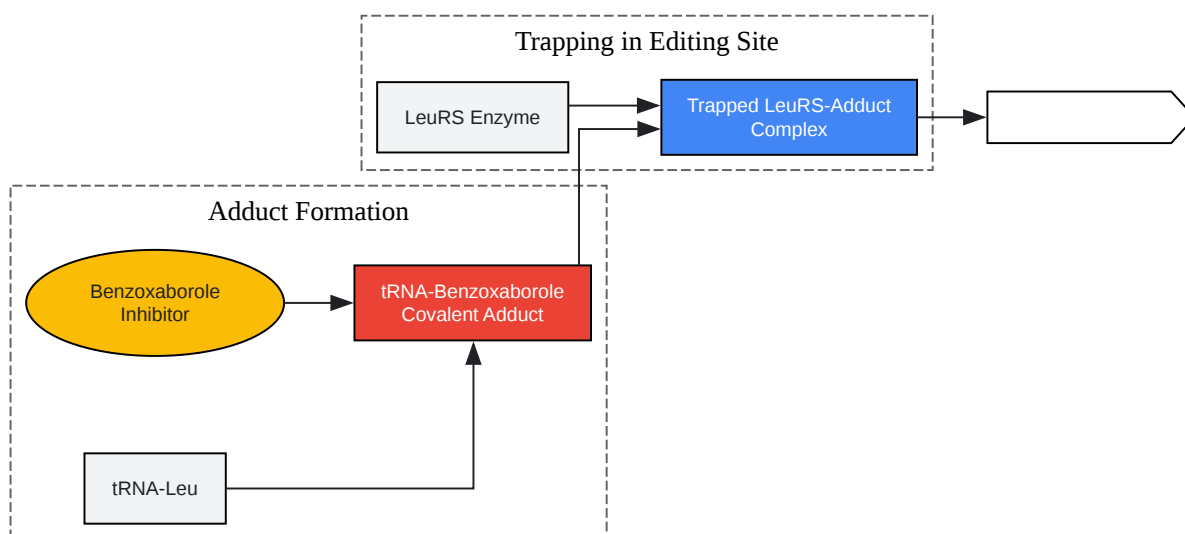 Trapping in Editing Site
LeuRS Enzyme
Trapped LeuRS-Adduct
Complex
Adduct Formation
Benzoxaborole
Inhibitor
tRNA-Benzoxaborole
Covalent Adduct
tRNA-Leu